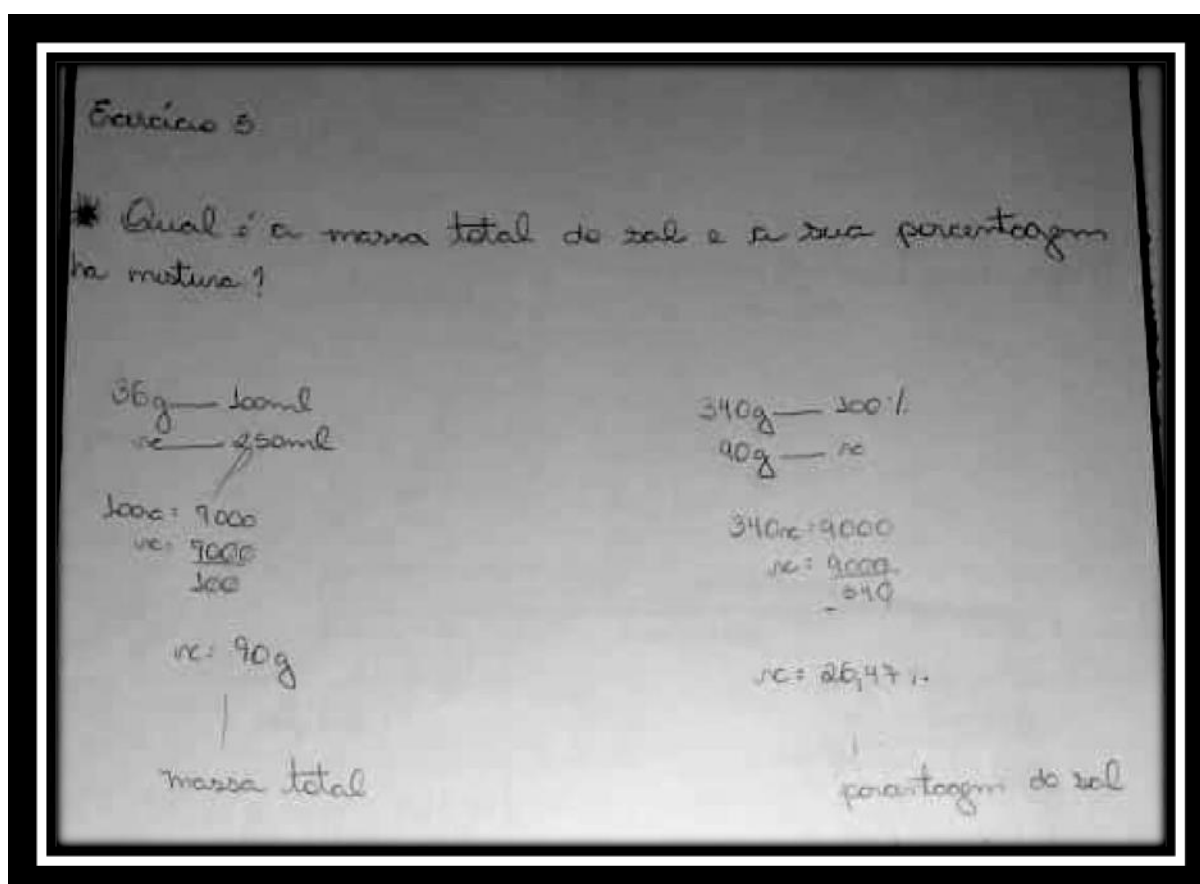 Exercício 5
* Qual é a massa total do sal e a sua porcentagem
na mistura?
36g — 100ml
x — 250ml
100x = 9000
x = 9000
100
x = 90g
massa total
340g — 100%
90g — x
340x = 9000
x = 9000
340
x = 26,47%
porcentagem do sal